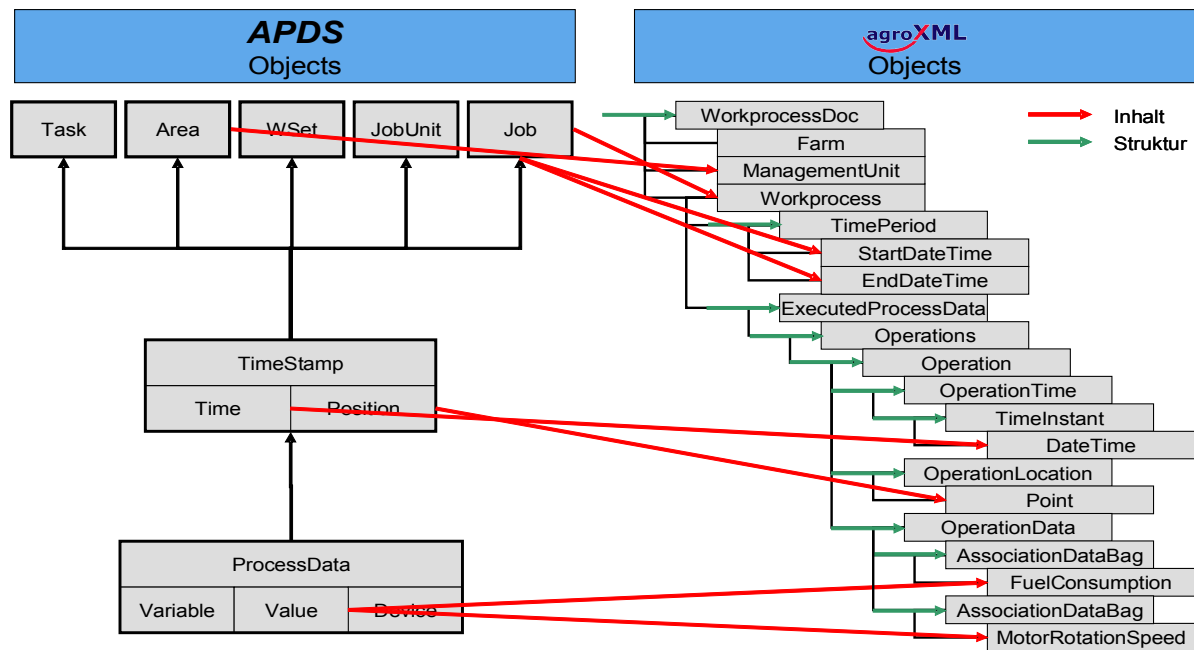 APDS
Objects
agroXML
Objects
Task
Area
WSet
JobUnit
Job
TimeStamp
Time
Position
ProcessData
Variable
Value
Device
WorkprocessDoc
Farm
ManagementUnit
Workprocess
TimePeriod
StartDateTime
EndDateTime
ExecutedProcessData
Operations
Operation
OperationTime
TimeInstant
DateTime
OperationLocation
Point
OperationData
AssociationDataBag
FuelConsumption
AssociationDataBag
MotorRotationSpeed
Inhalt
Struktur